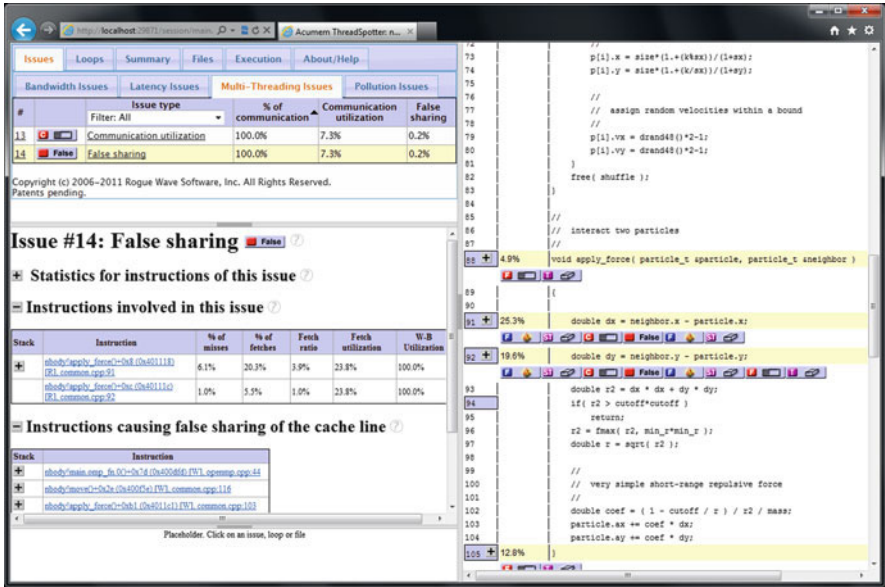 http://localhost:29871/session/main.
Acumem ThreadSpotter: n...
Issues Loops Summary Files Execution About/Help
Bandwidth Issues Latency Issues Multi-Threading Issues Pollution Issues
# Issue type % of communication Communication utilization False sharing
Filter: All
13 Communication utilization 100.0% 7.3% 0.2%
14 False False sharing 100.0% 7.3% 0.2%
Copyright (c) 2006-2011 Rogue Wave Software, Inc. All Rights Reserved.
Patents pending.
Issue #14: False sharing False
Statistics for instructions of this issue
Instructions involved in this issue
Stack Instruction % of misses % of fetches Fetch ratio Fetch utilization W-B Utilization
nbody!apply_force()+0x8 (0x401118) 6.1% 20.3% 3.9% 23.8% 100.0%
[R], common.cpp:91
nbody!apply_force()+0xc (0x40111c) 1.0% 5.5% 1.0% 23.8% 100.0%
[R], common.cpp:92
Instructions causing false sharing of the cache line
Stack Instruction
nbody!main.omp_fn.0()+0x7d (0x400dfd) [W], openmp.cpp:44
nbody!move()+0x2e (0x400f5e) [W], common.cpp:116
nbody!apply_force()+0xb1 (0x4011c1) [W], common.cpp:103
Placeholder. Click on an issue, loop or file
72 //
73 p[i].x = size*(1.+(k%sx))/(1+sx);
74 p[i].y = size*(1.+(k/sx))/(1+sy);
75
76 //
77 // assign random velocities within a bound
78 //
79 p[i].vx = drand48()*2-1;
80 p[i].vy = drand48()*2-1;
81 }
82 free( shuffle );
83 }
84
85 //
86 // interact two particles
87 //
88 4.9% void apply_force( particle_t &particle, particle_t &neighbor )
89 {
90
91 25.3% double dx = neighbor.x - particle.x;
False
92 19.6% double dy = neighbor.y - particle.y;
False
93 double r2 = dx * dx + dy * dy;
94 if( r2 > cutoff*cutoff )
95 return;
96 r2 = fmax( r2, min_r*min_r );
97 double r = sqrt( r2 );
98
99 //
100 // very simple short-range repulsive force
101 //
102 double coef = ( 1 - cutoff / r ) / r2 / mass;
103 particle.ax += coef * dx;
104 particle.ay += coef * dy;
105 12.8% }